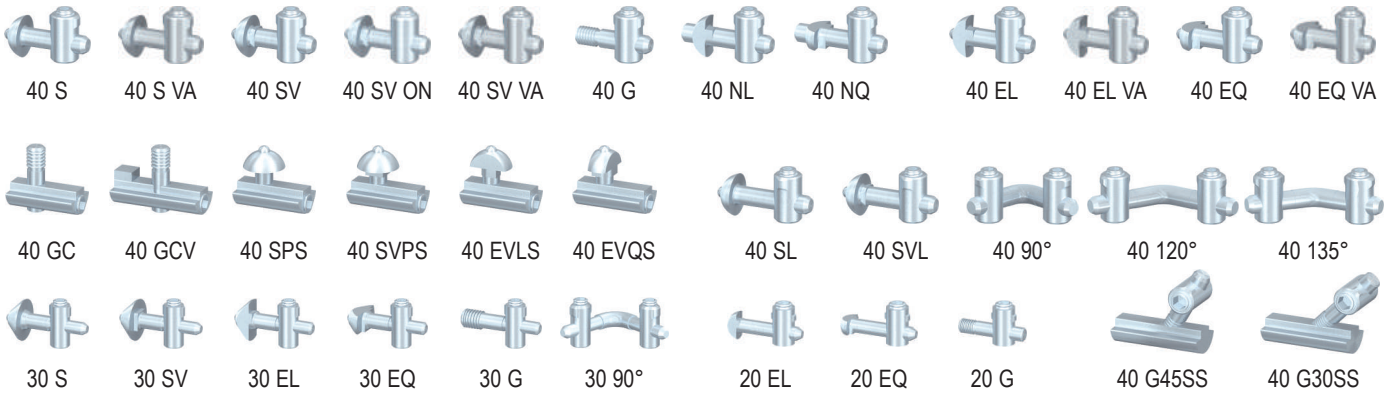 40 S 40 S VA 40 SV 40 SV ON 40 SV VA 40 G 40 NL 40 NQ 40 EL 40 EL VA 40 EQ 40 EQ VA
40 GC 40 GCV 40 SPS 40 SVPS 40 EVLS 40 EVQS 40 SL 40 SVL 40 90° 40 120° 40 135°
30 S 30 SV 30 EL 30 EQ 30 G 30 90° 20 EL 20 EQ 20 G 40 G45SS 40 G30SS